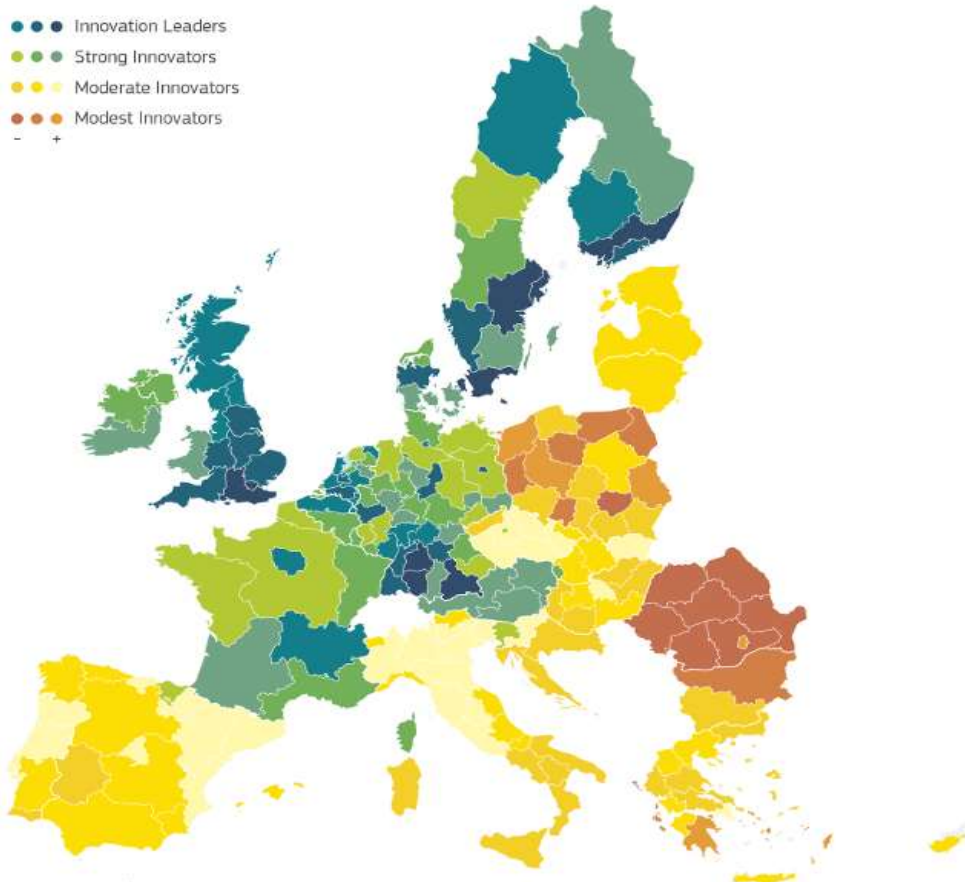 Innovation Leaders
Strong Innovators
Moderate Innovators
Modest Innovators
- +